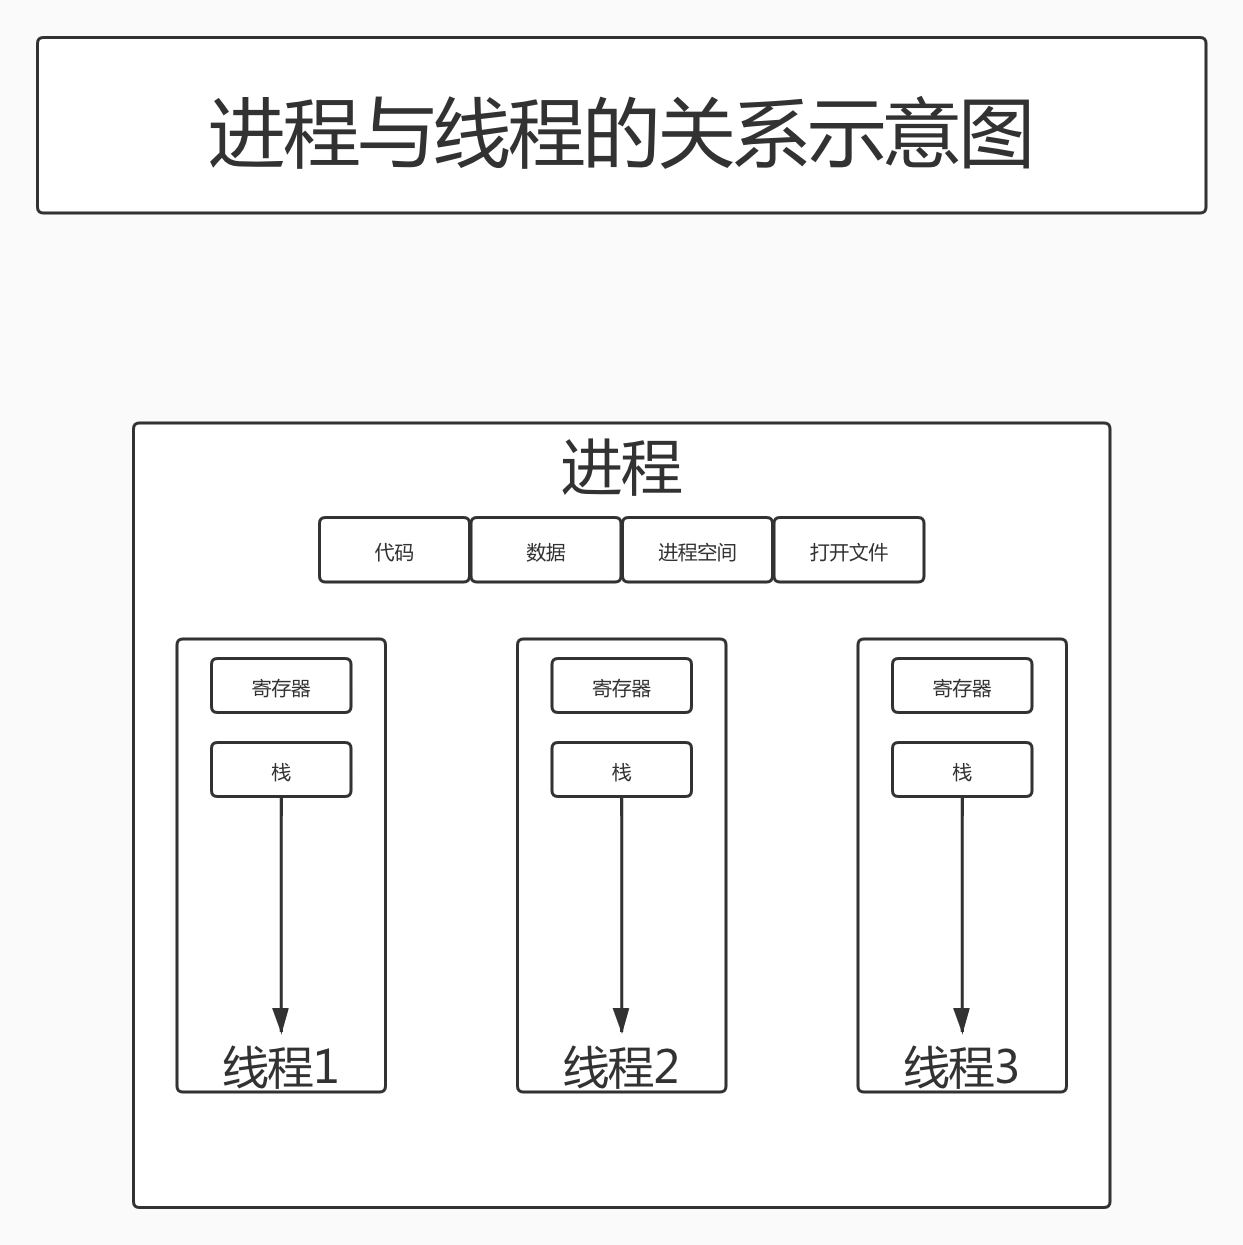 进程与线程的关系示意图
进程
代码 数据 进程空间 打开文件
寄存器 寄存器 寄存器
栈 栈 栈
线程1 线程2 线程3